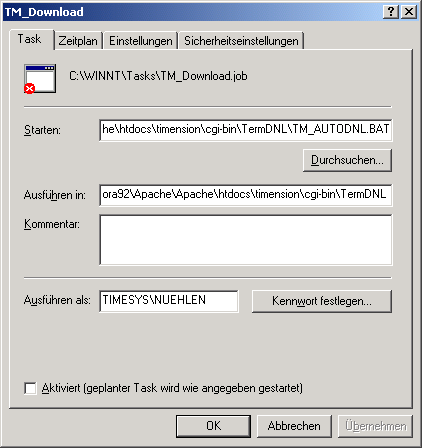 TM_Download
Task Zeitplan Einstellungen Sicherheitseinstellungen
C:\WINNT\Tasks\TM_Download.job
Starten: he\htdocs\timension\cgi-bin\TermDNL\TM_AUTODNL.BAT
Durchsuchen...
Ausführen in: ora92\Apache\Apache\htdocs\timension\cgi-bin\TermDNL
Kommentar:
Ausführen als: TIMESYS\NUEHLEN Kennwort festlegen...
Aktiviert (geplanter Task wird wie angegeben gestartet)
OK Abbrechen Übernehmen